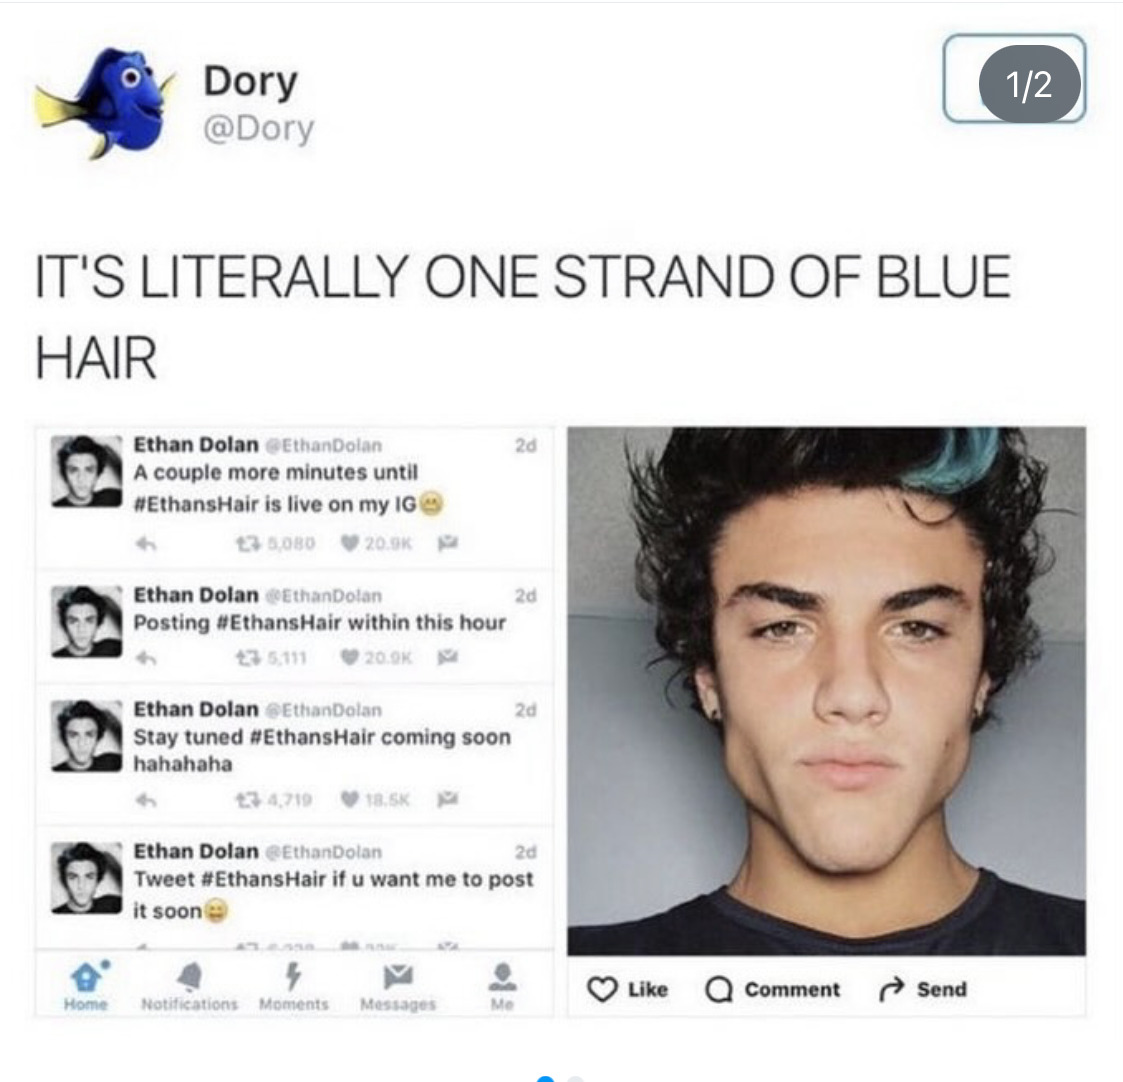 Dory
@Dory
1/2
IT'S LITERALLY ONE STRAND OF BLUE
HAIR
Ethan Dolan @EthanDolan 2d
A couple more minutes until
#EthansHair is live on my IG😬
5,080 20.9K
Ethan Dolan @EthanDolan 2d
Posting #EthansHair within this hour
5,111 20.9K
Ethan Dolan @EthanDolan 2d
Stay tuned #EthansHair coming soon
hahahaha
4,719 18.5K
Ethan Dolan @EthanDolan 2d
Tweet #EthansHair if u want me to post
it soon😄
Home Notifications Moments Messages Me
Like Comment Send